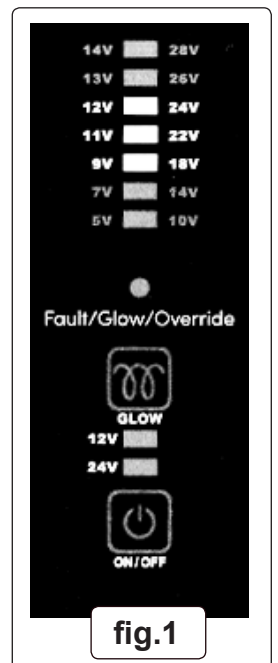 14V 28V
13V 26V
12V 24V
11V 22V
9V 18V
7V 14V
5V 10V
Fault/Glow/Override
GLOW
12V
24V
ON/OFF
fig.1